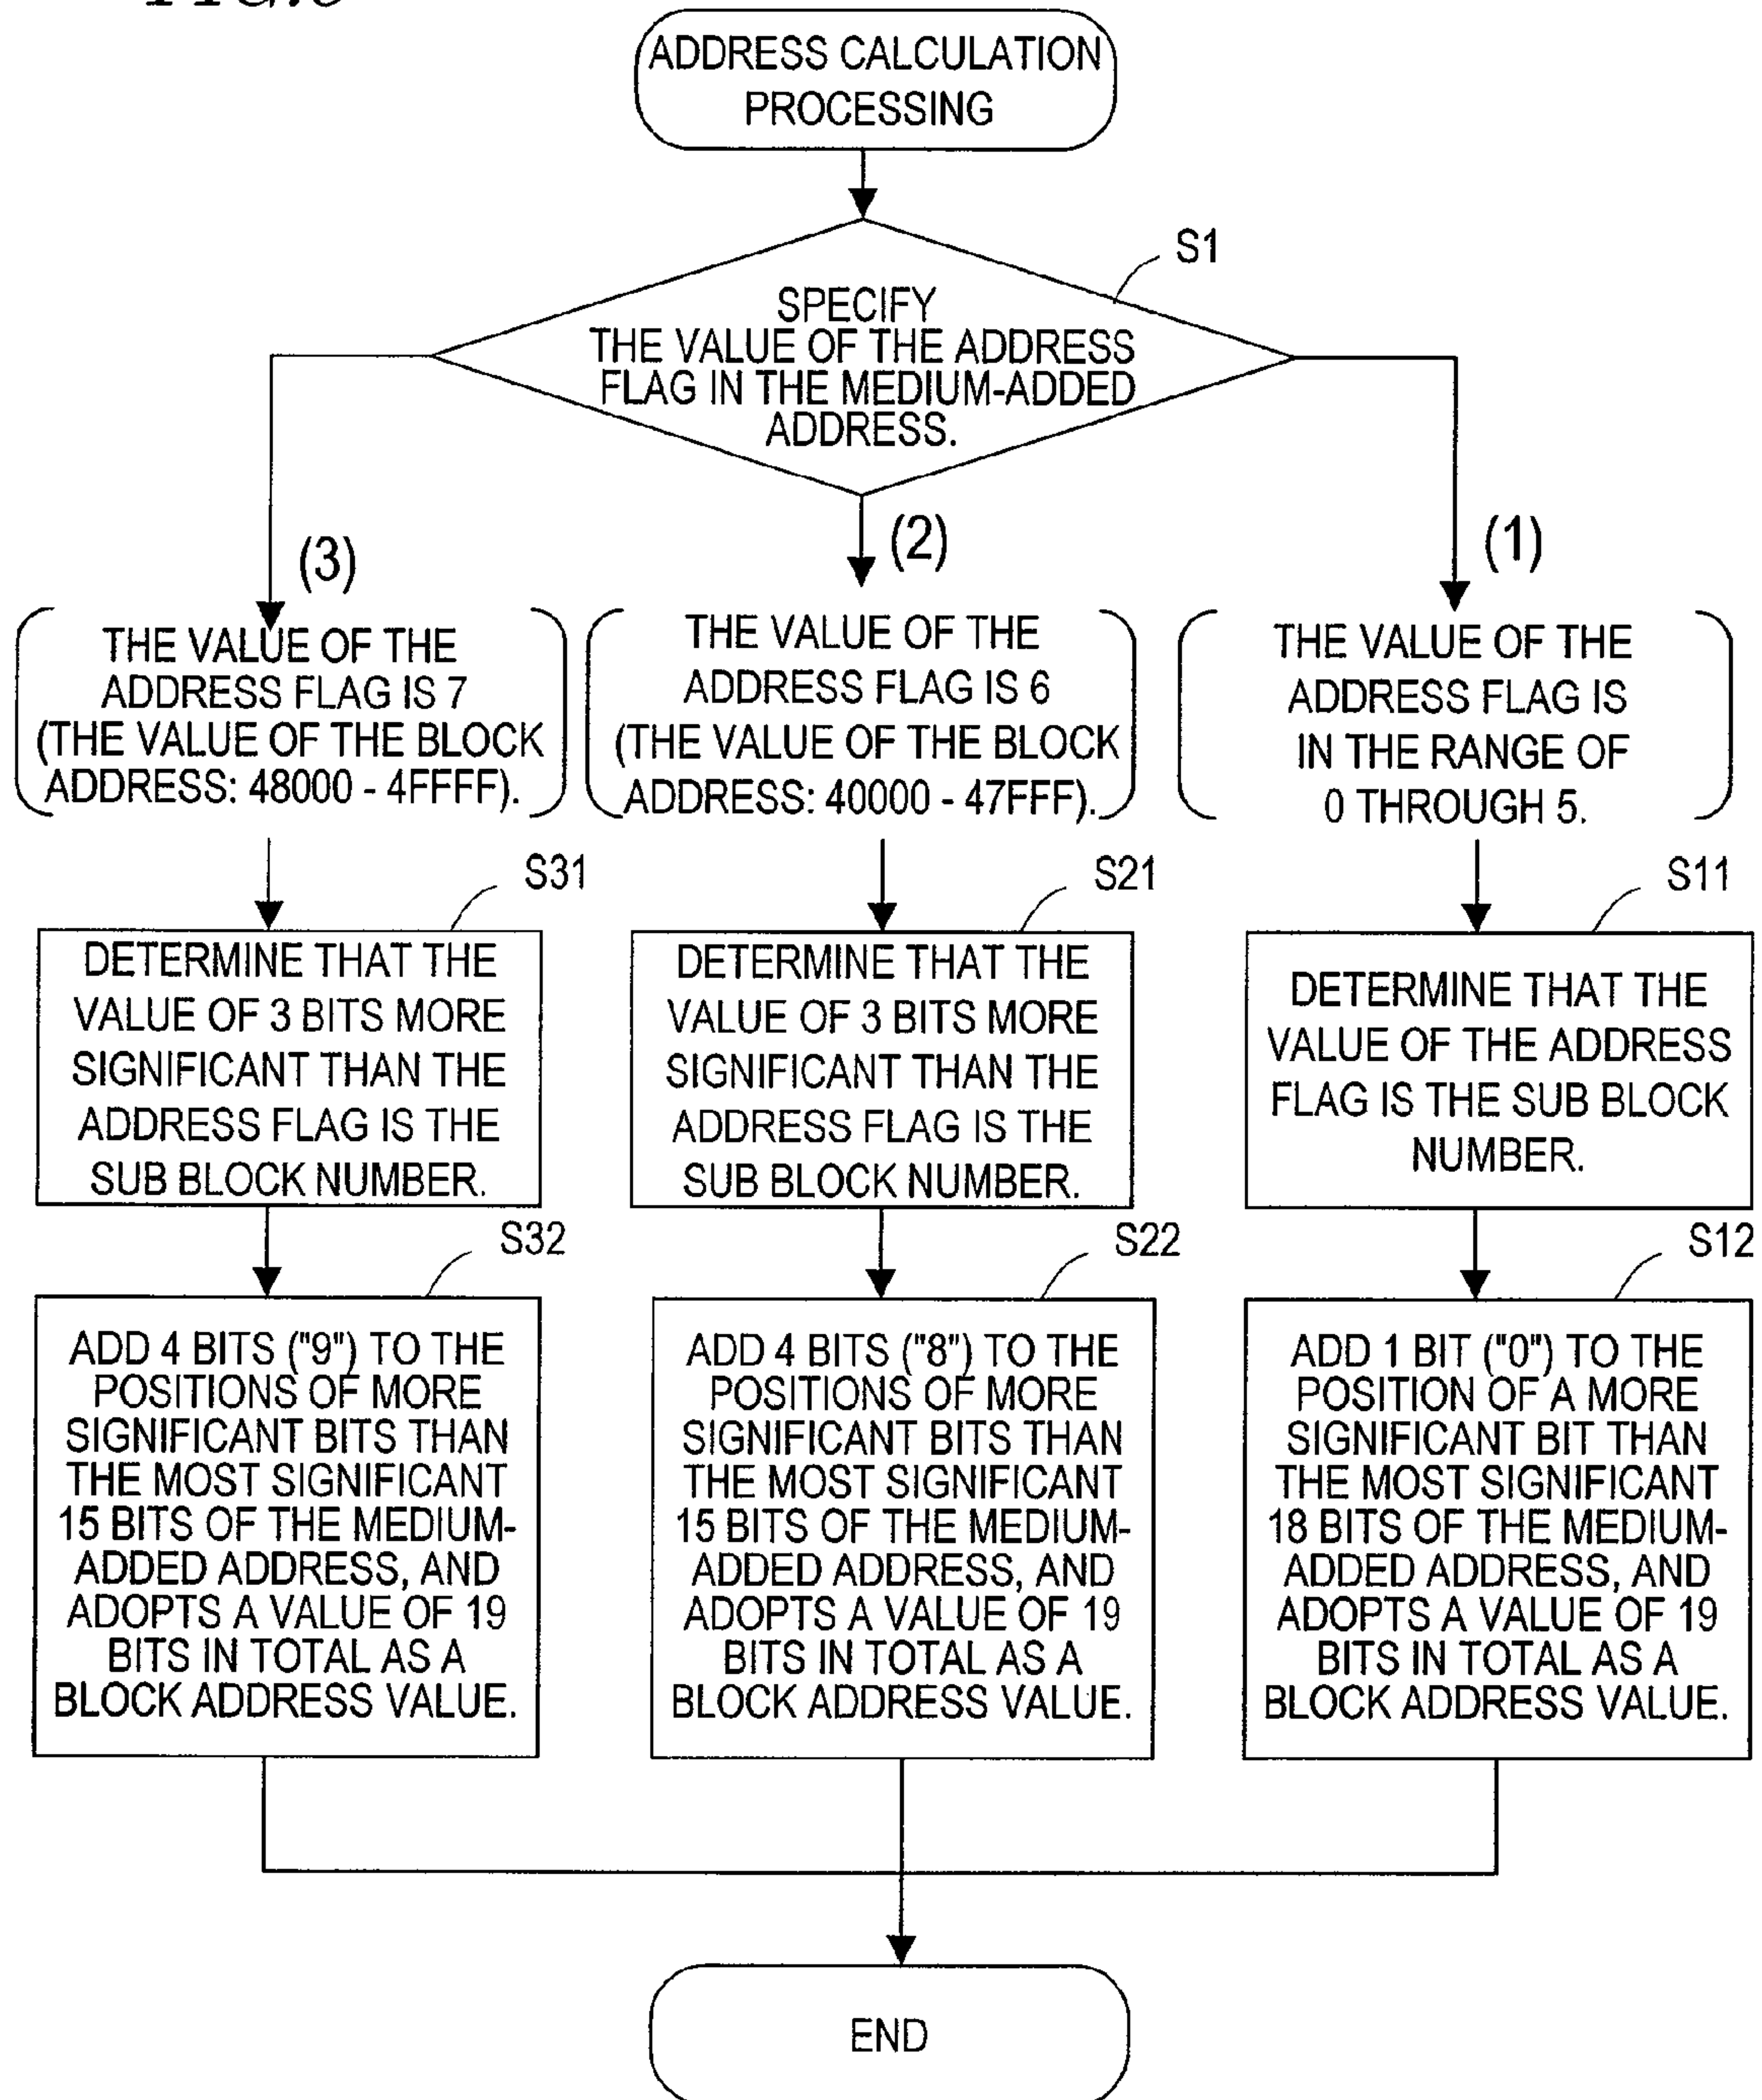 ADDRESS CALCULATION
PROCESSING
S1
SPECIFY
THE VALUE OF THE ADDRESS
FLAG IN THE MEDIUM-ADDED
ADDRESS.
(3)
(2)
(1)
THE VALUE OF THE
ADDRESS FLAG IS 7
(THE VALUE OF THE BLOCK
ADDRESS: 48000 - 4FFFF).
THE VALUE OF THE
ADDRESS FLAG IS 6
(THE VALUE OF THE BLOCK
ADDRESS: 40000 - 47FFF).
THE VALUE OF THE
ADDRESS FLAG IS
IN THE RANGE OF
0 THROUGH 5.
S31
S21
S11
DETERMINE THAT THE
VALUE OF 3 BITS MORE
SIGNIFICANT THAN THE
ADDRESS FLAG IS THE
SUB BLOCK NUMBER.
DETERMINE THAT THE
VALUE OF 3 BITS MORE
SIGNIFICANT THAN THE
ADDRESS FLAG IS THE
SUB BLOCK NUMBER.
DETERMINE THAT THE
VALUE OF THE ADDRESS
FLAG IS THE SUB BLOCK
NUMBER.
S32
S22
S12
ADD 4 BITS ("9") TO THE
POSITIONS OF MORE
SIGNIFICANT BITS THAN
THE MOST SIGNIFICANT
15 BITS OF THE MEDIUM-
ADDED ADDRESS, AND
ADOPTS A VALUE OF 19
BITS IN TOTAL AS A
BLOCK ADDRESS VALUE.
ADD 4 BITS ("8") TO THE
POSITIONS OF MORE
SIGNIFICANT BITS THAN
THE MOST SIGNIFICANT
15 BITS OF THE MEDIUM-
ADDED ADDRESS, AND
ADOPTS A VALUE OF 19
BITS IN TOTAL AS A
BLOCK ADDRESS VALUE.
ADD 1 BIT ("0") TO THE
POSITION OF A MORE
SIGNIFICANT BIT THAN
THE MOST SIGNIFICANT
18 BITS OF THE MEDIUM-
ADDED ADDRESS, AND
ADOPTS A VALUE OF 19
BITS IN TOTAL AS A
BLOCK ADDRESS VALUE.
END